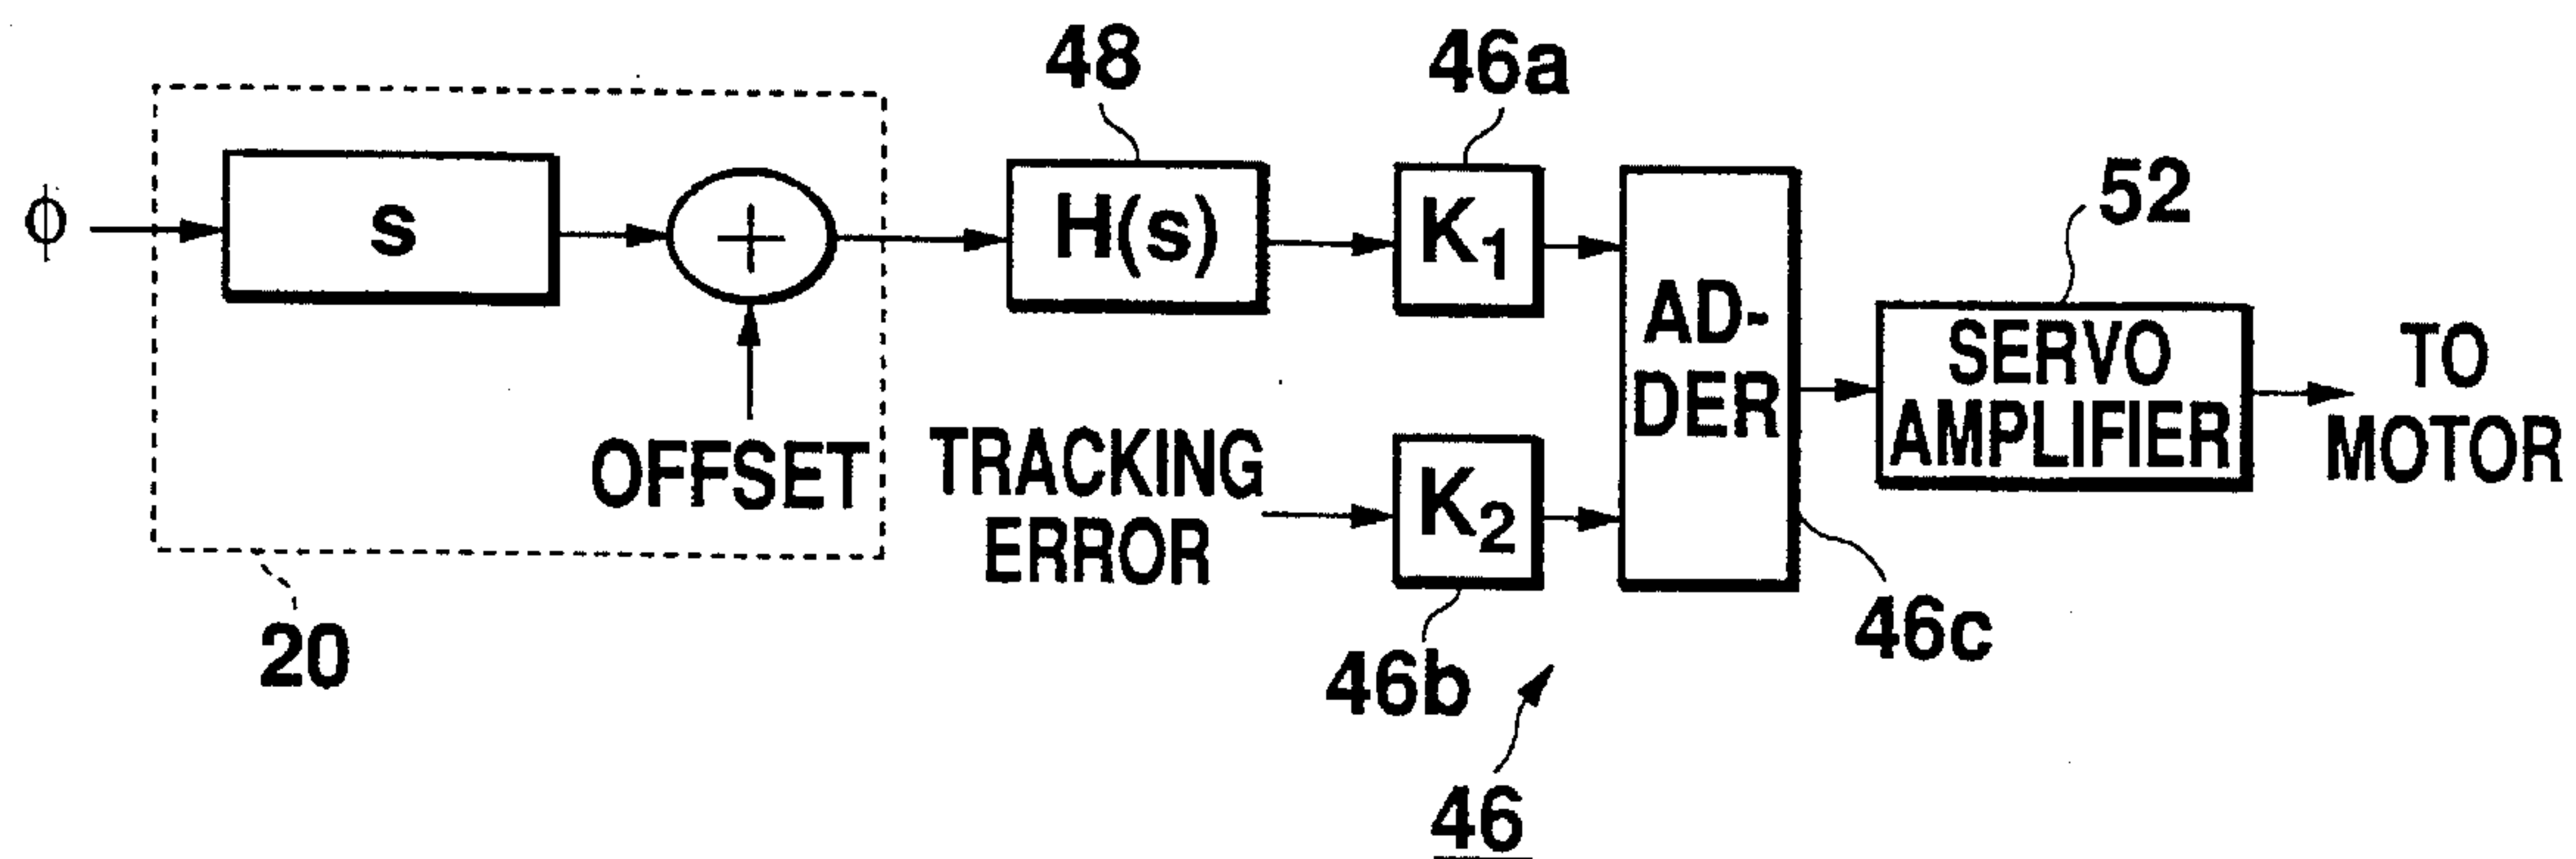 48
46a
52
ϕ
s
+
H(s)
K1
AD-
DER
SERVO
AMPLIFIER
TO
MOTOR
OFFSET
TRACKING
ERROR
K2
20
46b
46c
46